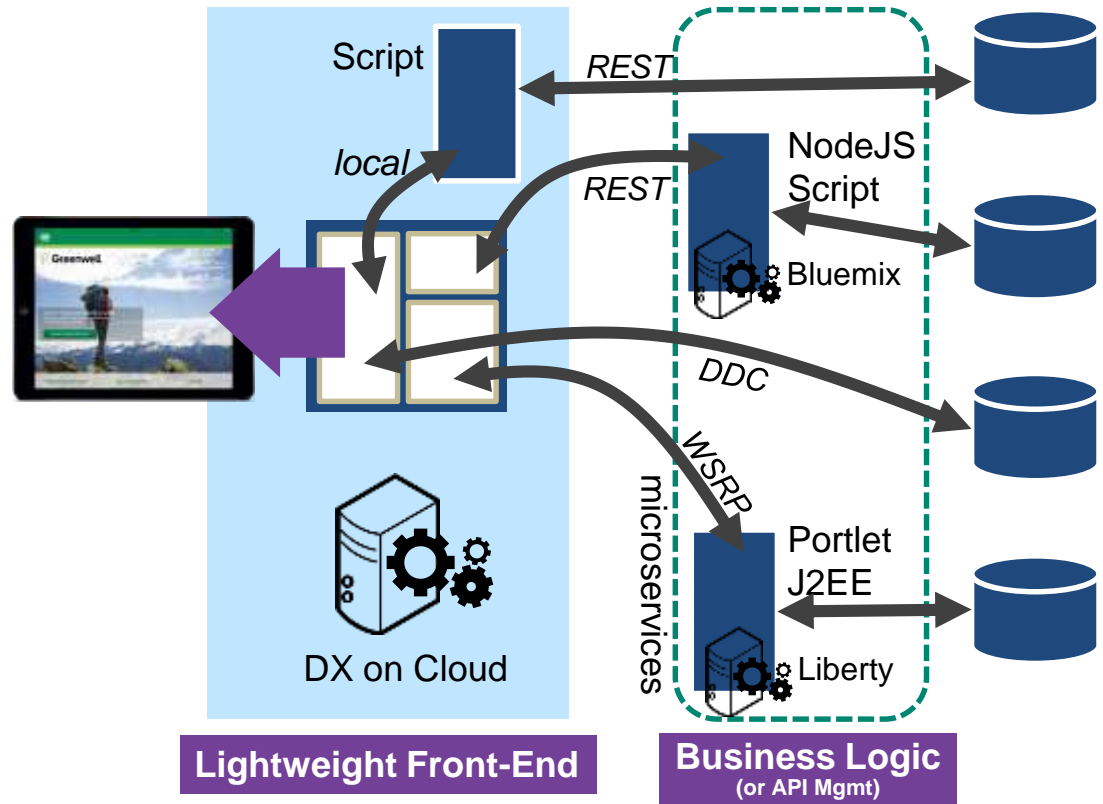 Script
REST
local
REST
NodeJS
Script
Bluemix
Greenwell
DDC
WSRP
microservices
Portlet
J2EE
Liberty
DX on Cloud
Lightweight Front-End
Business Logic
(or API Mgmt)